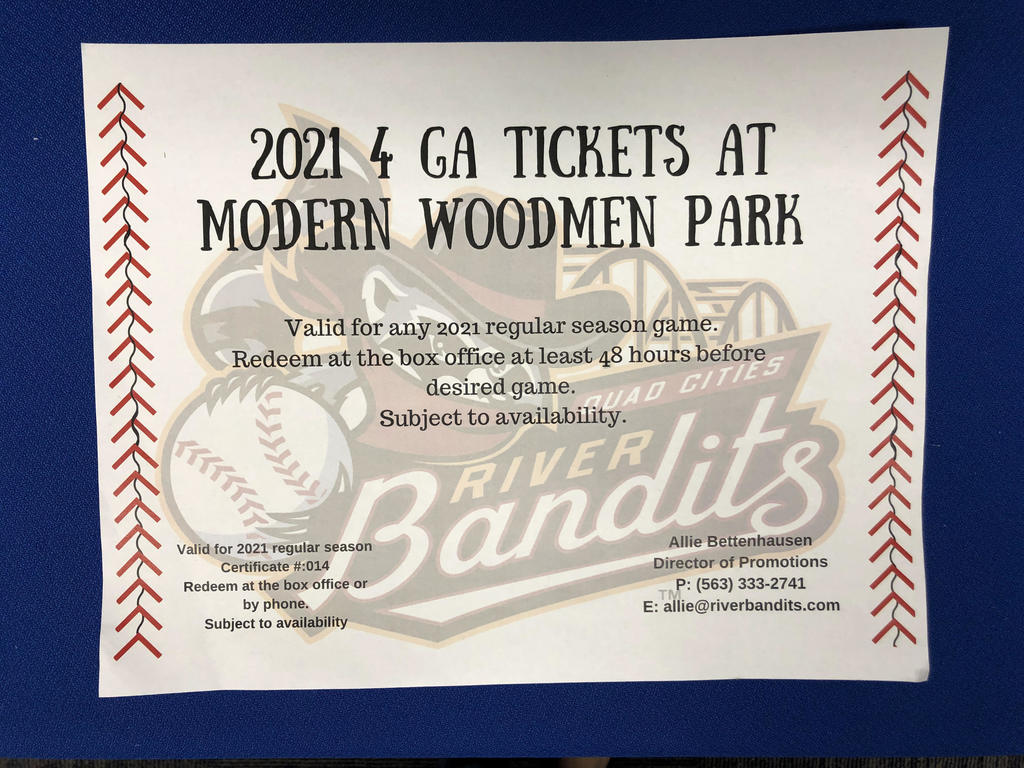 2021 4 GA TICKETS AT
MODERN WOODMEN PARK
Valid for any 2021 regular season game.
Redeem at the box office at least 48 hours before
desired game.
Subject to availability.
QUAD CITIES
RIVER
Bandits
TM
Valid for 2021 regular season
Certificate #:014
Redeem at the box office or
by phone.
Subject to availability
Allie Bettenhausen
Director of Promotions
P: (563) 333-2741
E: allie@riverbandits.com